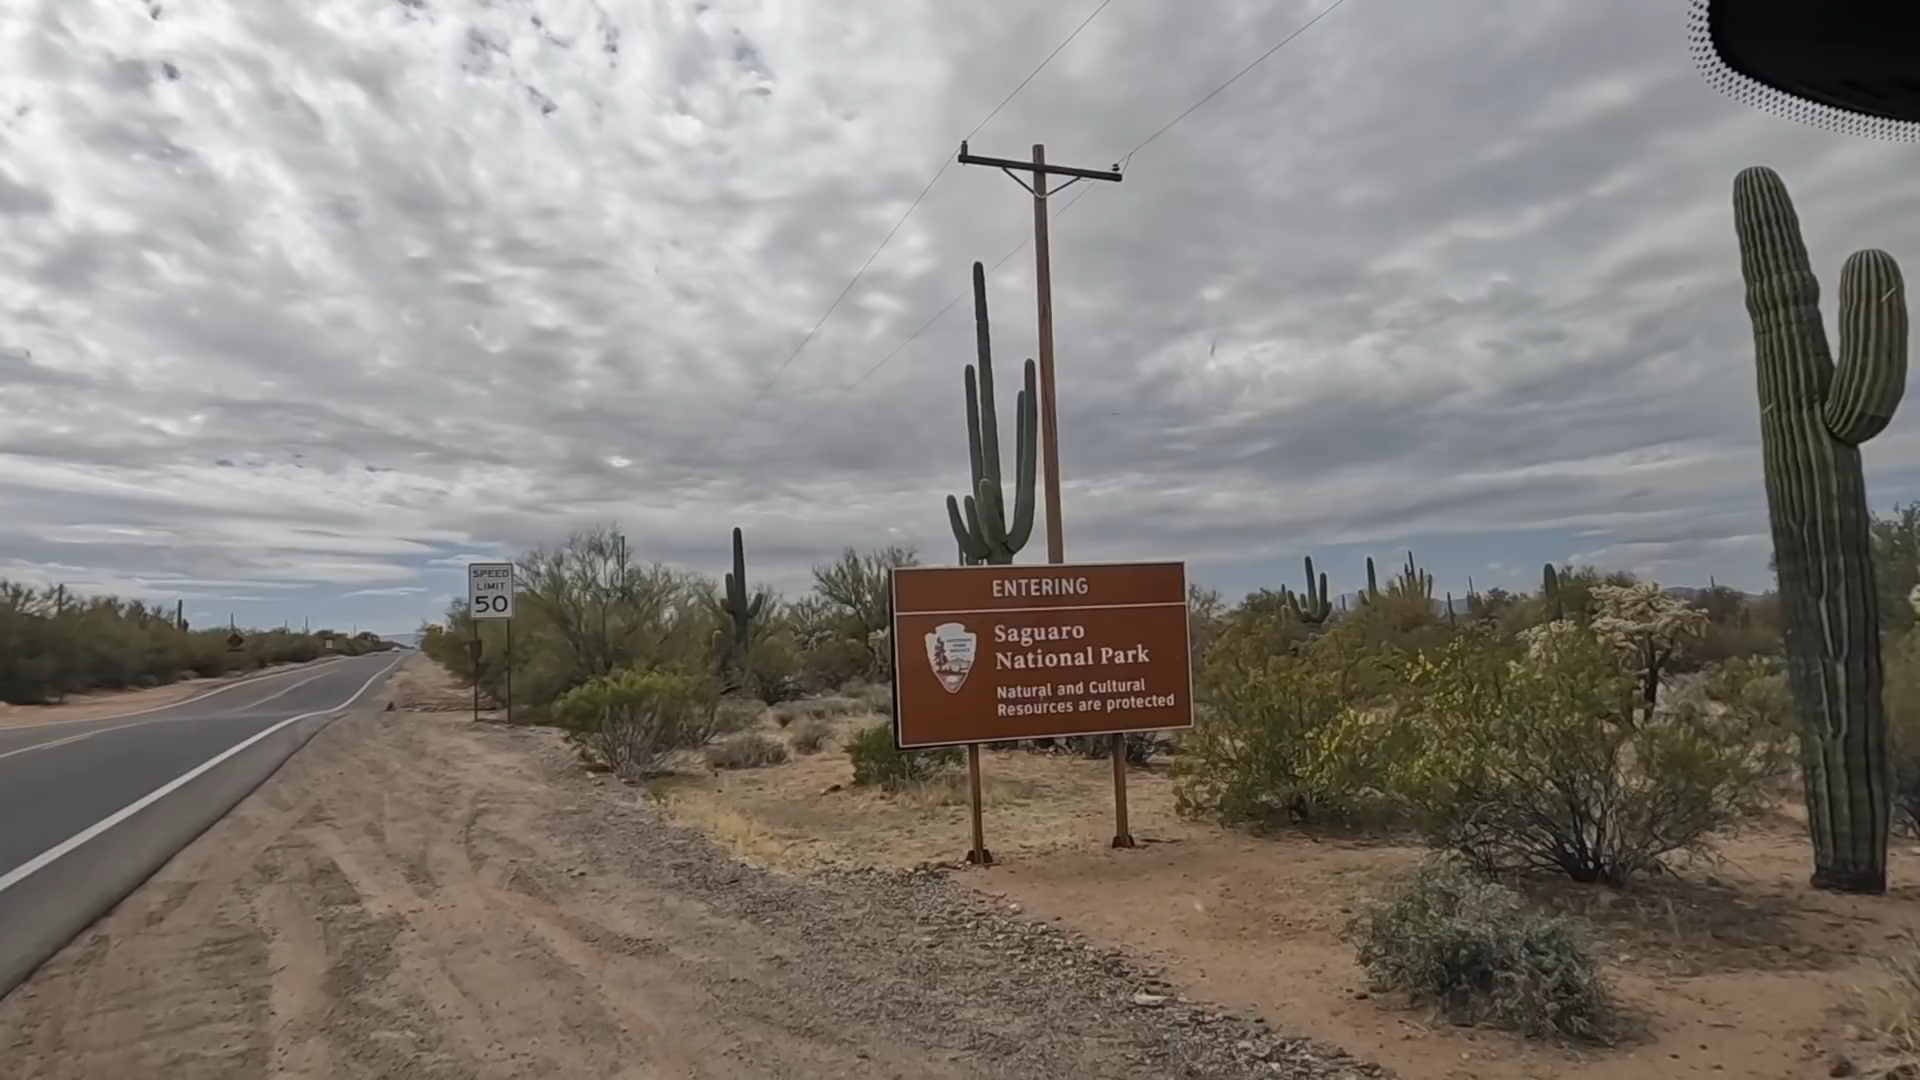 SPEED
LIMIT
50
ENTERING
Saguaro
National Park
Natural and Cultural
Resources are protected